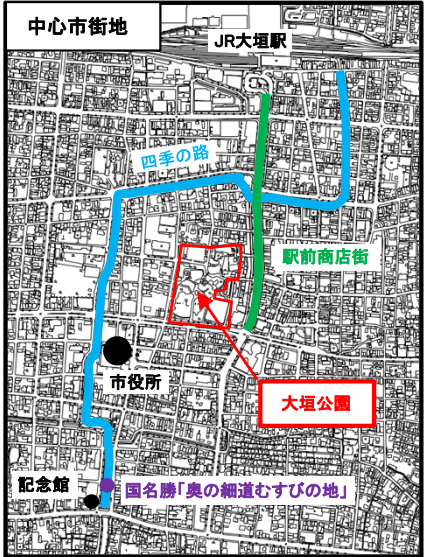 中心市街地
JR大垣駅
四季の路
駅前商店街
市役所
大垣公園
記念館
国名勝「奥の細道むすびの地」